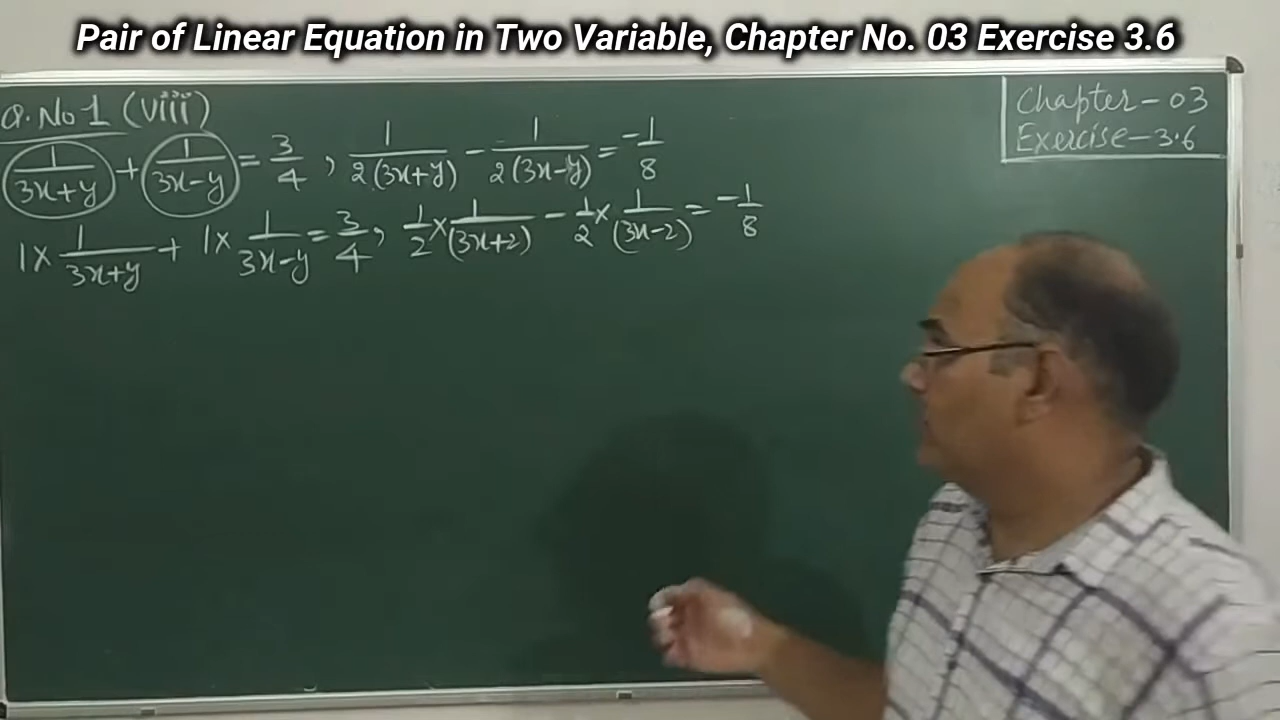 Pair of Linear Equation in Two Variable, Chapter No. 03 Exercise 3.6
Q. No 1 (viii)
Chapter - 03
Exercise - 3.6
1/(3x+y) + 1/(3x-y) = 3/4 , 1/2(3x+y) - 1/2(3x-y) = -1/8
1 × 1/(3x+y) + 1 × 1/(3x-y) = 3/4 , 1/2 × 1/(3x+2) - 1/2 × 1/(3x-2) = -1/8